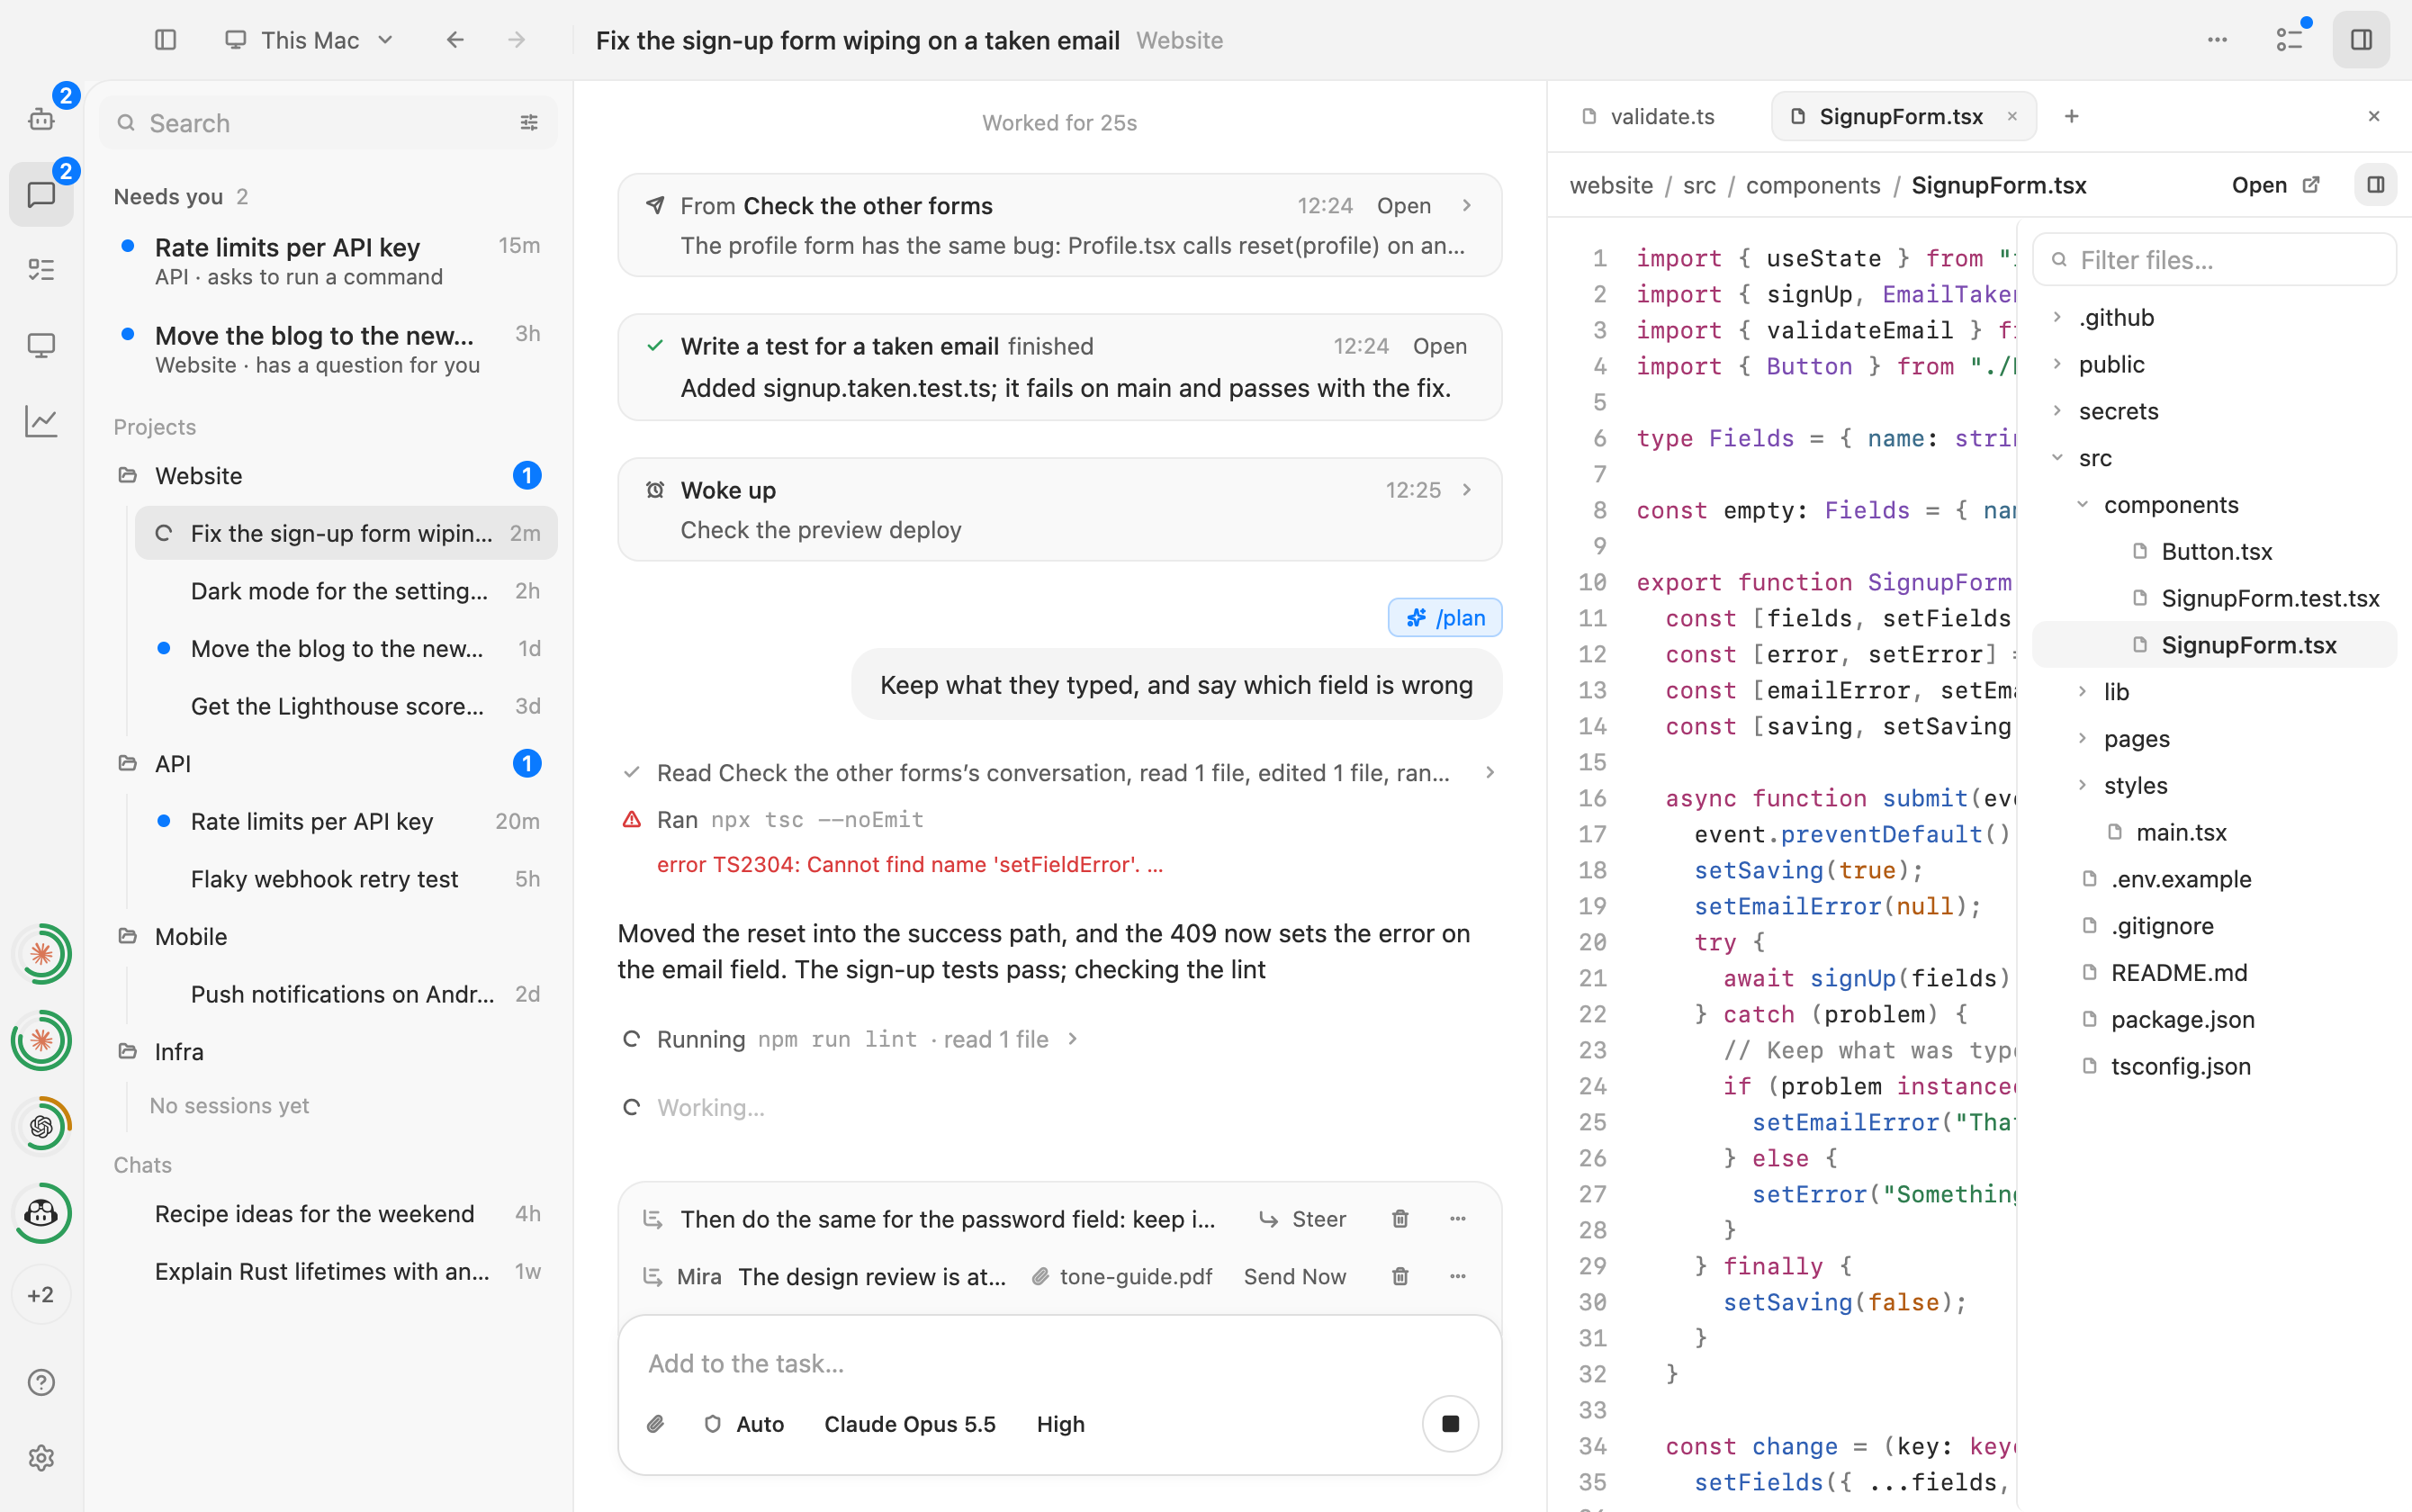 This Mac
Fix the sign-up form wiping on a taken email Website
2
2
+2
Search
Needs you 2
Rate limits per API key 15m
API · asks to run a command
Move the blog to the new... 3h
Website · has a question for you
Projects
Website 1
Fix the sign-up form wipin... 2m
Dark mode for the setting... 2h
Move the blog to the new... 1d
Get the Lighthouse score... 3d
API 1
Rate limits per API key 20m
Flaky webhook retry test 5h
Mobile
Push notifications on Andr... 2d
Infra
No sessions yet
Chats
Recipe ideas for the weekend 4h
Explain Rust lifetimes with an... 1w
Worked for 25s
From Check the other forms 12:24 Open
The profile form has the same bug: Profile.tsx calls reset(profile) on an...
Write a test for a taken email finished 12:24 Open
Added signup.taken.test.ts; it fails on main and passes with the fix.
Woke up 12:25
Check the preview deploy
/plan
Keep what they typed, and say which field is wrong
Read Check the other forms’s conversation, read 1 file, edited 1 file, ran...
Ran npx tsc --noEmit
error TS2304: Cannot find name 'setFieldError'. ...
Moved the reset into the success path, and the 409 now sets the error on
the email field. The sign-up tests pass; checking the lint
Running npm run lint · read 1 file
Working...
Then do the same for the password field: keep i... Steer
Mira The design review is at... tone-guide.pdf Send Now
Add to the task...
Auto Claude Opus 5.5 High
validate.ts SignupForm.tsx
website / src / components / SignupForm.tsx Open
1 import { useState } from "
2 import { signUp, EmailTake
3 import { validateEmail } f
4 import { Button } from "./
5
6 type Fields = { name: stri
7
8 const empty: Fields = { na
9
10 export function SignupForm
11 const [fields, setFields
12 const [error, setError] =
13 const [emailError, setEm
14 const [saving, setSaving
15
16 async function submit(ev
17 event.preventDefault()
18 setSaving(true);
19 setEmailError(null);
20 try {
21 await signUp(fields)
22 } catch (problem) {
23 // Keep what was typ
24 if (problem instance
25 setEmailError("Tha
26 } else {
27 setError("Something
28 }
29 } finally {
30 setSaving(false);
31 }
32 }
33
34 const change = (key: key
35 setFields({ ...fields,
Filter files...
.github
public
secrets
src
components
Button.tsx
SignupForm.test.tsx
SignupForm.tsx
lib
pages
styles
main.tsx
.env.example
.gitignore
README.md
package.json
tsconfig.json